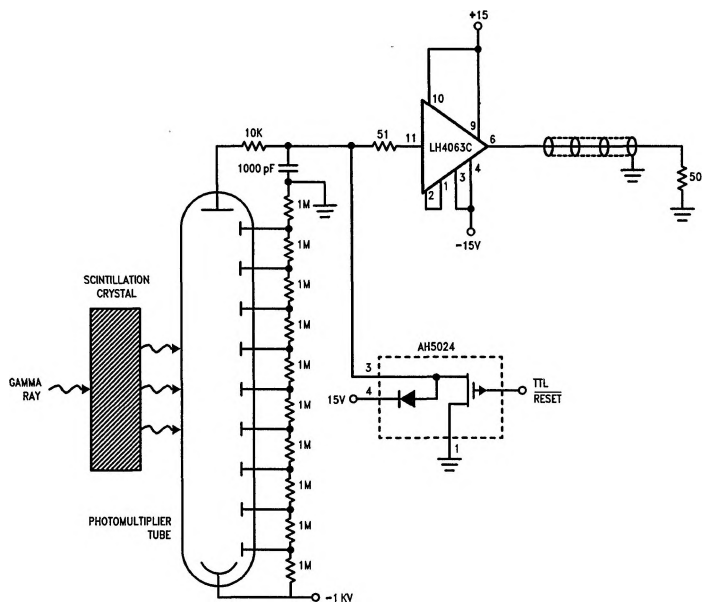 +15
10
9
10K
51
11
LH4063C
6
1000 pF
4
3
1
2
50
-15V
1M
1M
1M
1M
1M
1M
1M
1M
1M
1M
SCINTILLATION
CRYSTAL
GAMMA
RAY
AH5024
3
15V
4
TTL
RESET
1
PHOTOMULTIPLIER
TUBE
-1 KV